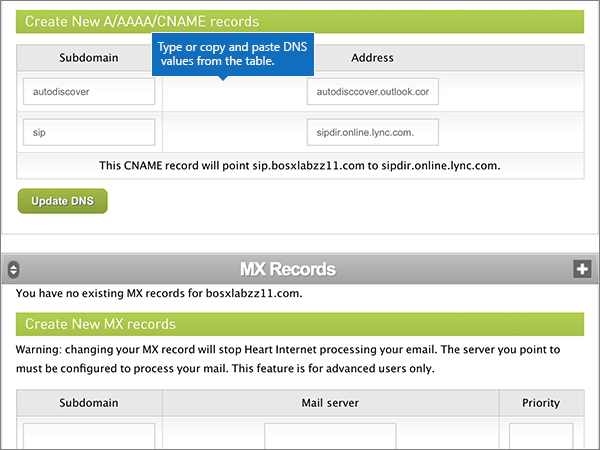 Create New A/AAAA/CNAME records
Type or copy and paste DNS
values from the table.
Subdomain Address
autodiscover autodisccover.outlook.cor
sip sipdir.online.lync.com.
This CNAME record will point sip.bosxlabzz11.com to sipdir.online.lync.com.
Update DNS
MX Records
You have no existing MX records for bosxlabzz11.com.
Create New MX records
Warning: changing your MX record will stop Heart Internet processing your email. The server you point to
must be configured to process your mail. This feature is for advanced users only.
Subdomain Mail server Priority